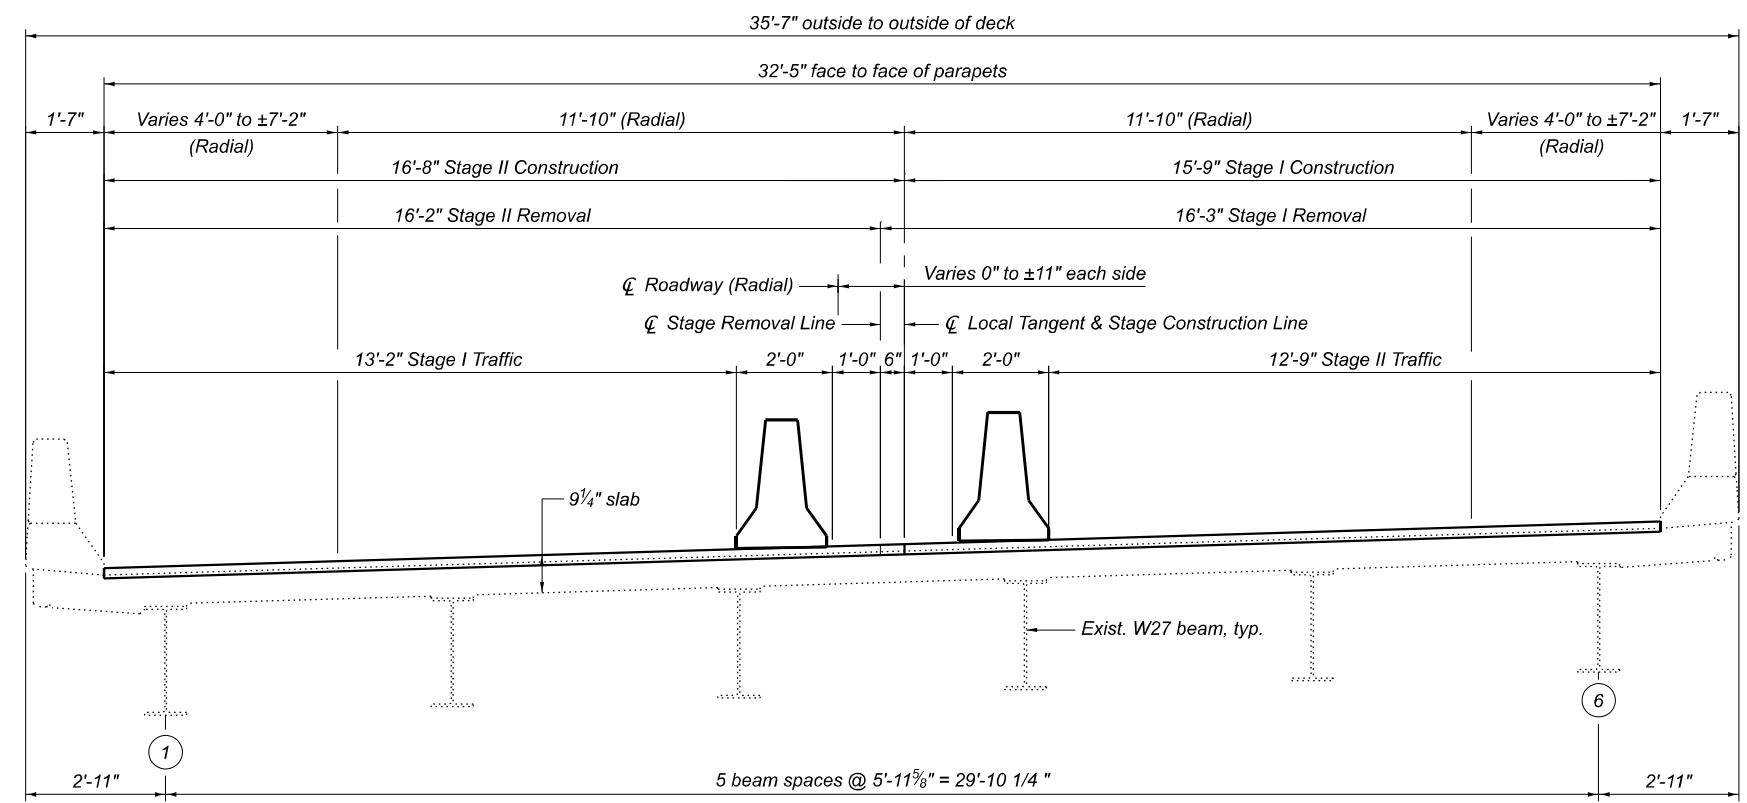 35'-7" outside to outside of deck
32'-5" face to face of parapets
1'-7" Varies 4'-0" to ±7'-2" 11'-10" (Radial) 11'-10" (Radial) Varies 4'-0" to ±7'-2" 1'-7"
(Radial) (Radial)
16'-8" Stage II Construction 15'-9" Stage I Construction
16'-2" Stage II Removal 16'-3" Stage I Removal
Varies 0" to ±11" each side
℄ Roadway (Radial)
℄ Stage Removal Line ℄ Local Tangent & Stage Construction Line
13'-2" Stage I Traffic 2'-0" 1'-0" 6" 1'-0" 2'-0" 12'-9" Stage II Traffic
9¼" slab
Exist. W27 beam, typ.
6
1
2'-11" 5 beam spaces @ 5'-11⅝" = 29'-10 1/4 " 2'-11"